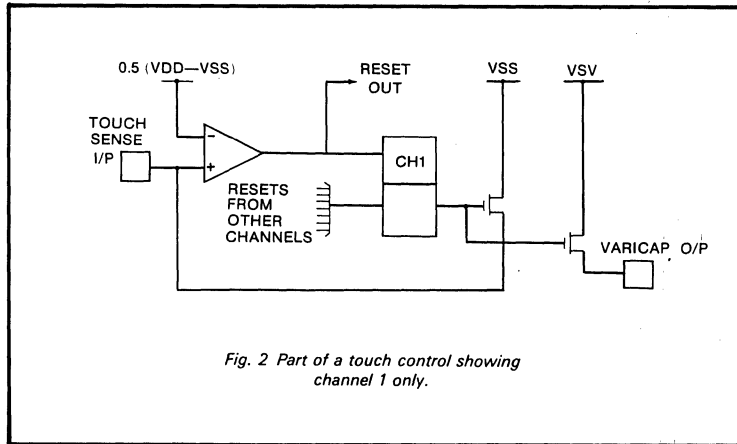 0.5 (VDD—VSS)
RESET
OUT
VSS
VSV
TOUCH
SENSE
I/P
−
+
CH1
RESETS
FROM
OTHER
CHANNELS
VARICAP O/P
Fig. 2 Part of a touch control showing
channel 1 only.